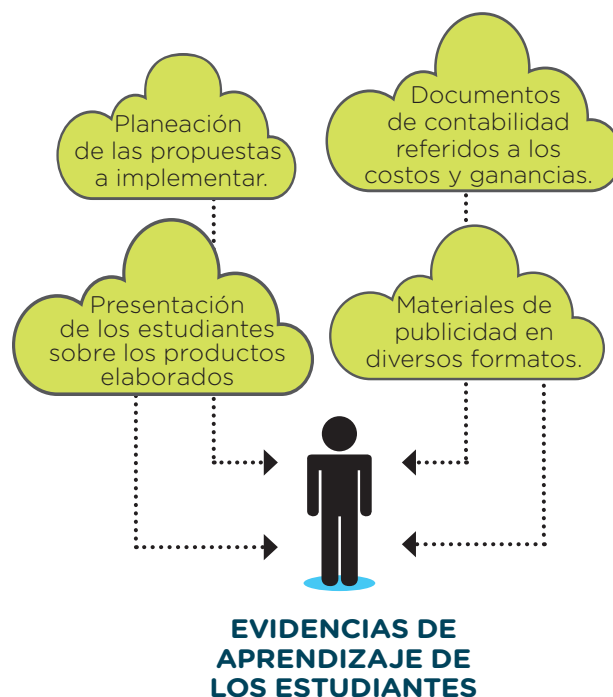 Planeación
de las propuestas
a implementar.
Documentos
de contabilidad
referidos a los
costos y ganancias.
Presentación
de los estudiantes
sobre los productos
elaborados
Materiales de
publicidad en
diversos formatos.
EVIDENCIAS DE
APRENDIZAJE DE
LOS ESTUDIANTES